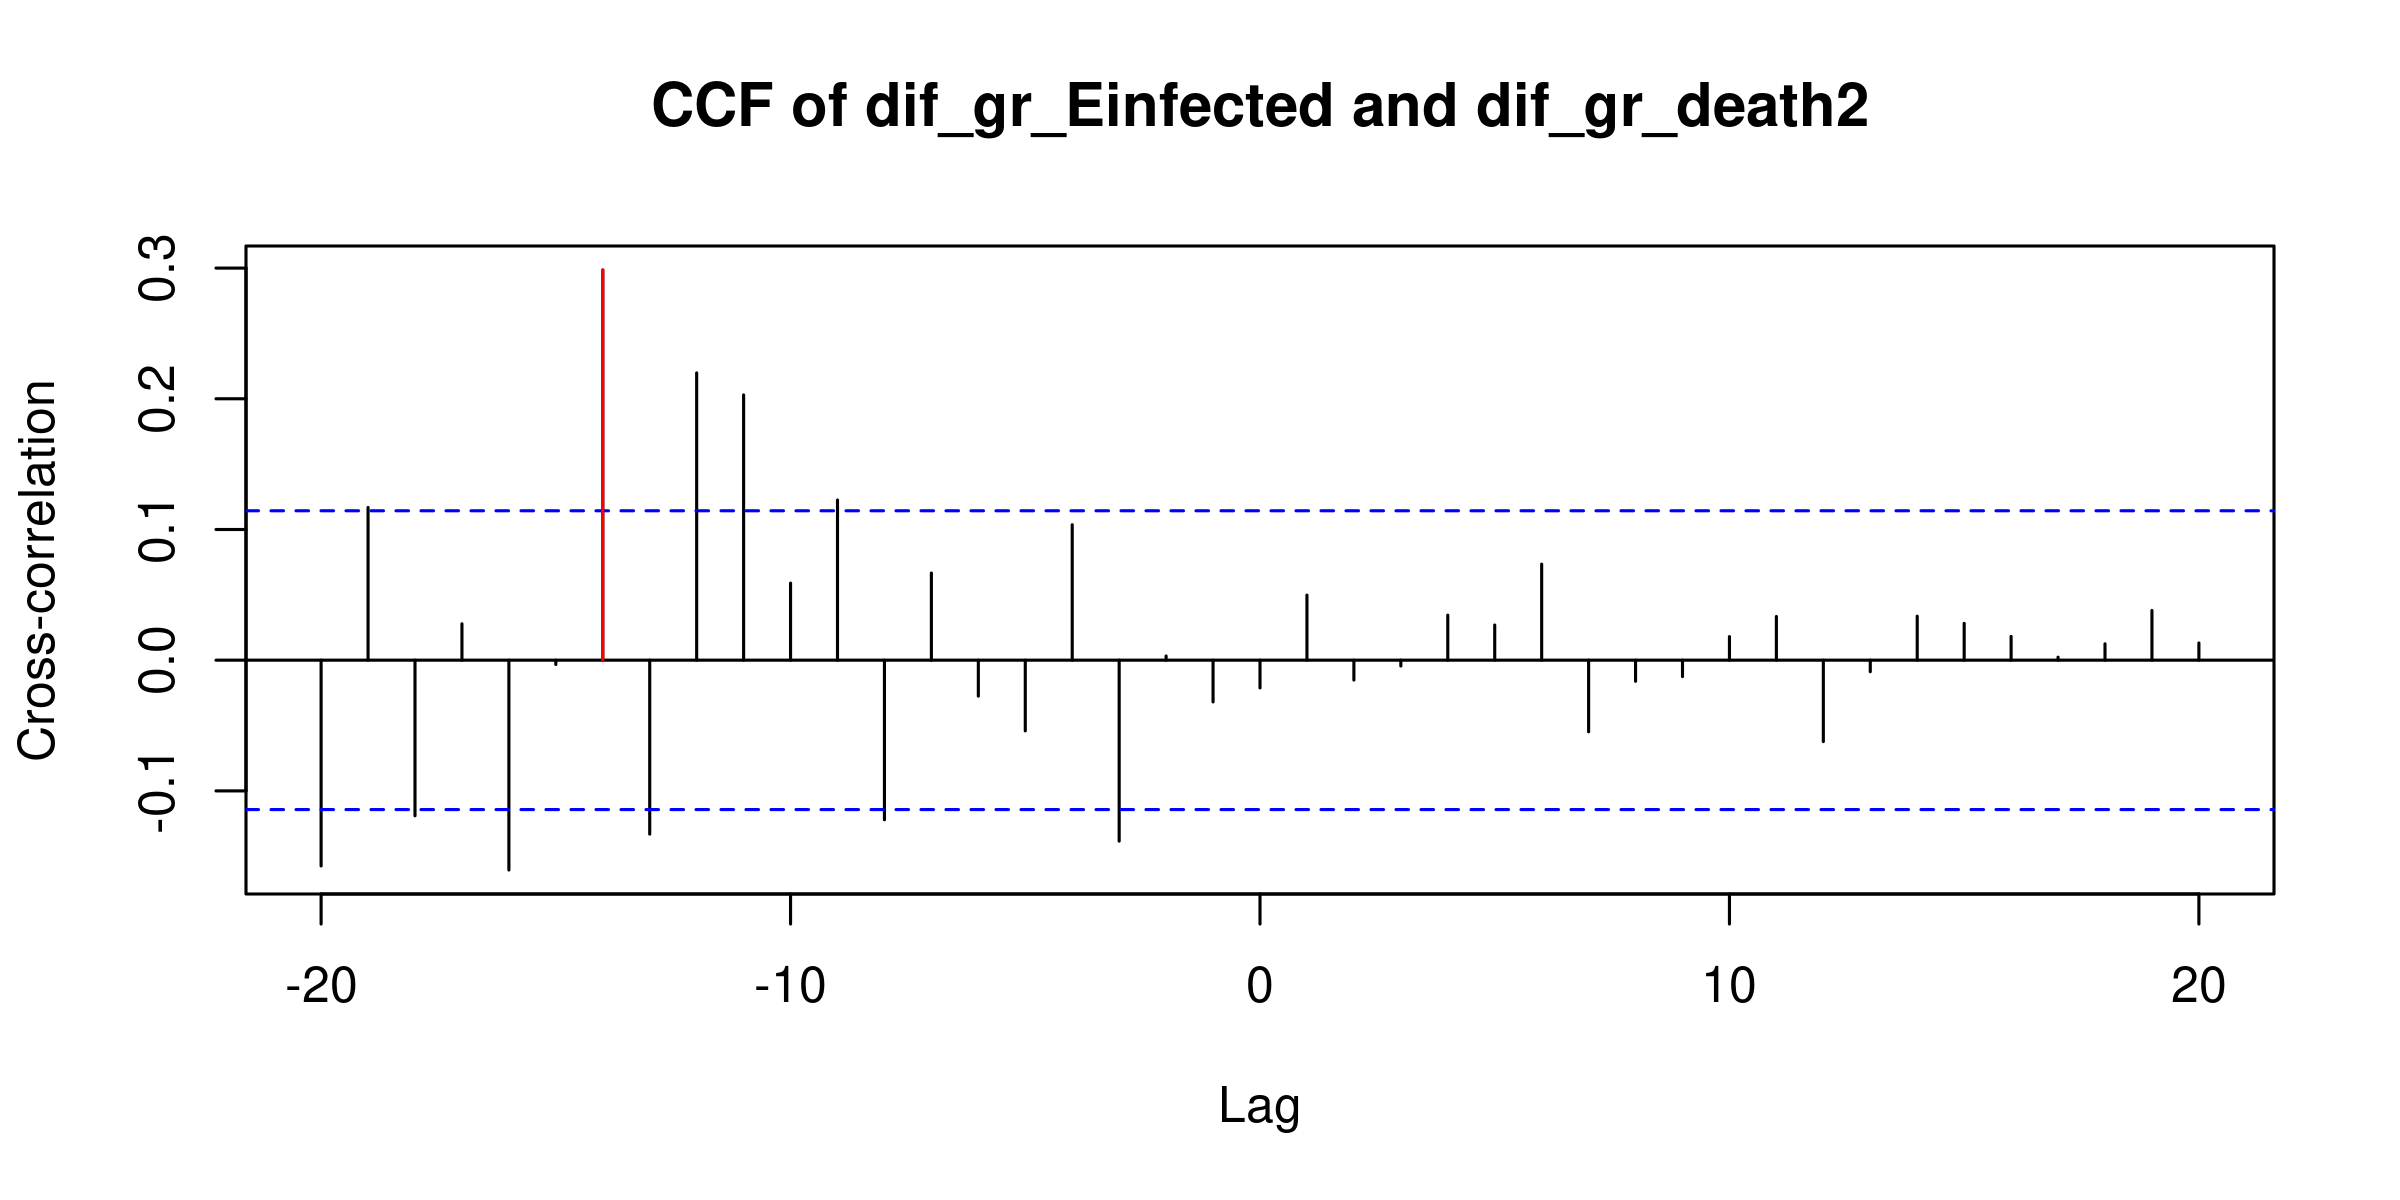 CCF of dif_gr_Einfected and dif_gr_death2
Cross-correlation
0.3
0.2
0.1
0.0
-0.1
-20 -10 0 10 20
Lag